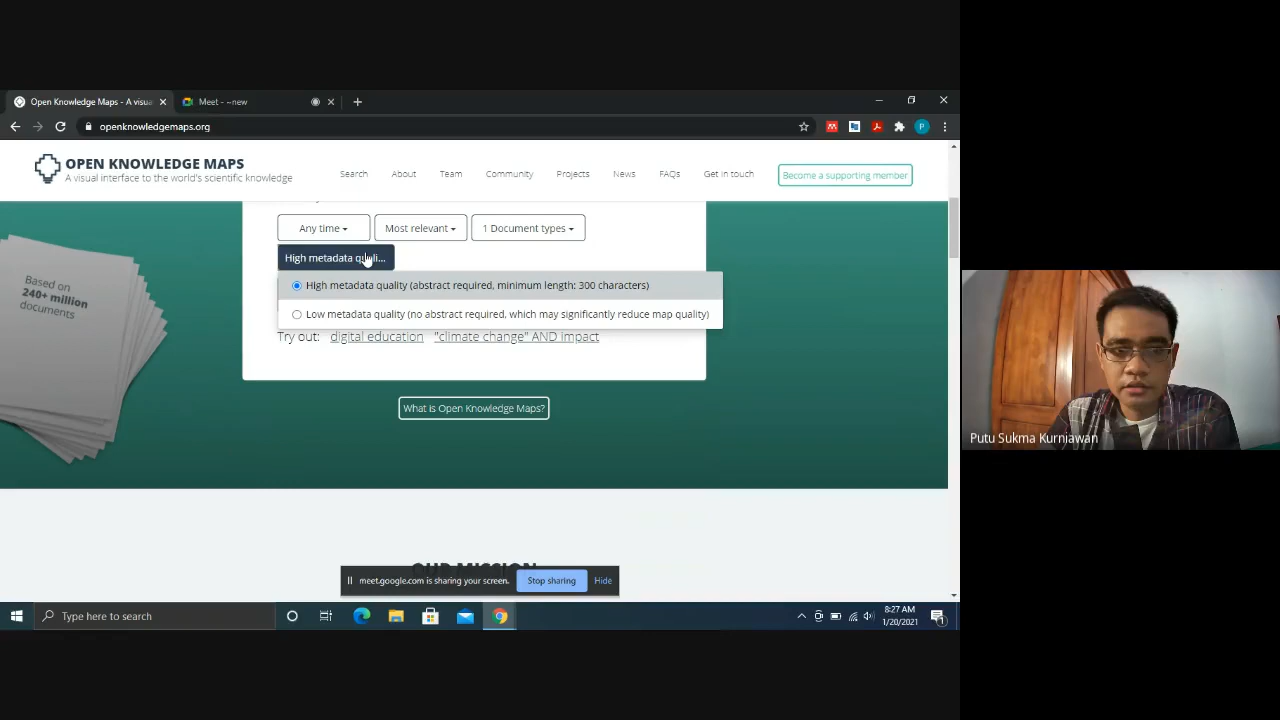 Open Knowledge Maps - A visua
Meet - ~new
openknowledgemaps.org
P
OPEN KNOWLEDGE MAPS
A visual interface to the world's scientific knowledge
Search
About
Team
Community
Projects
News
FAQs
Get in touch
Become a supporting member
Based on
240+ million
documents
Any time
Most relevant
1 Document types
High metadata quali...
High metadata quality (abstract required, minimum length: 300 characters)
Low metadata quality (no abstract required, which may significantly reduce map quality)
Try out: digital education "climate change" AND impact
What is Open Knowledge Maps?
OUR MISSION
meet.google.com is sharing your screen.
Stop sharing
Hide
Type here to search
8:27 AM
1/20/2021
1
Putu Sukma Kurniawan